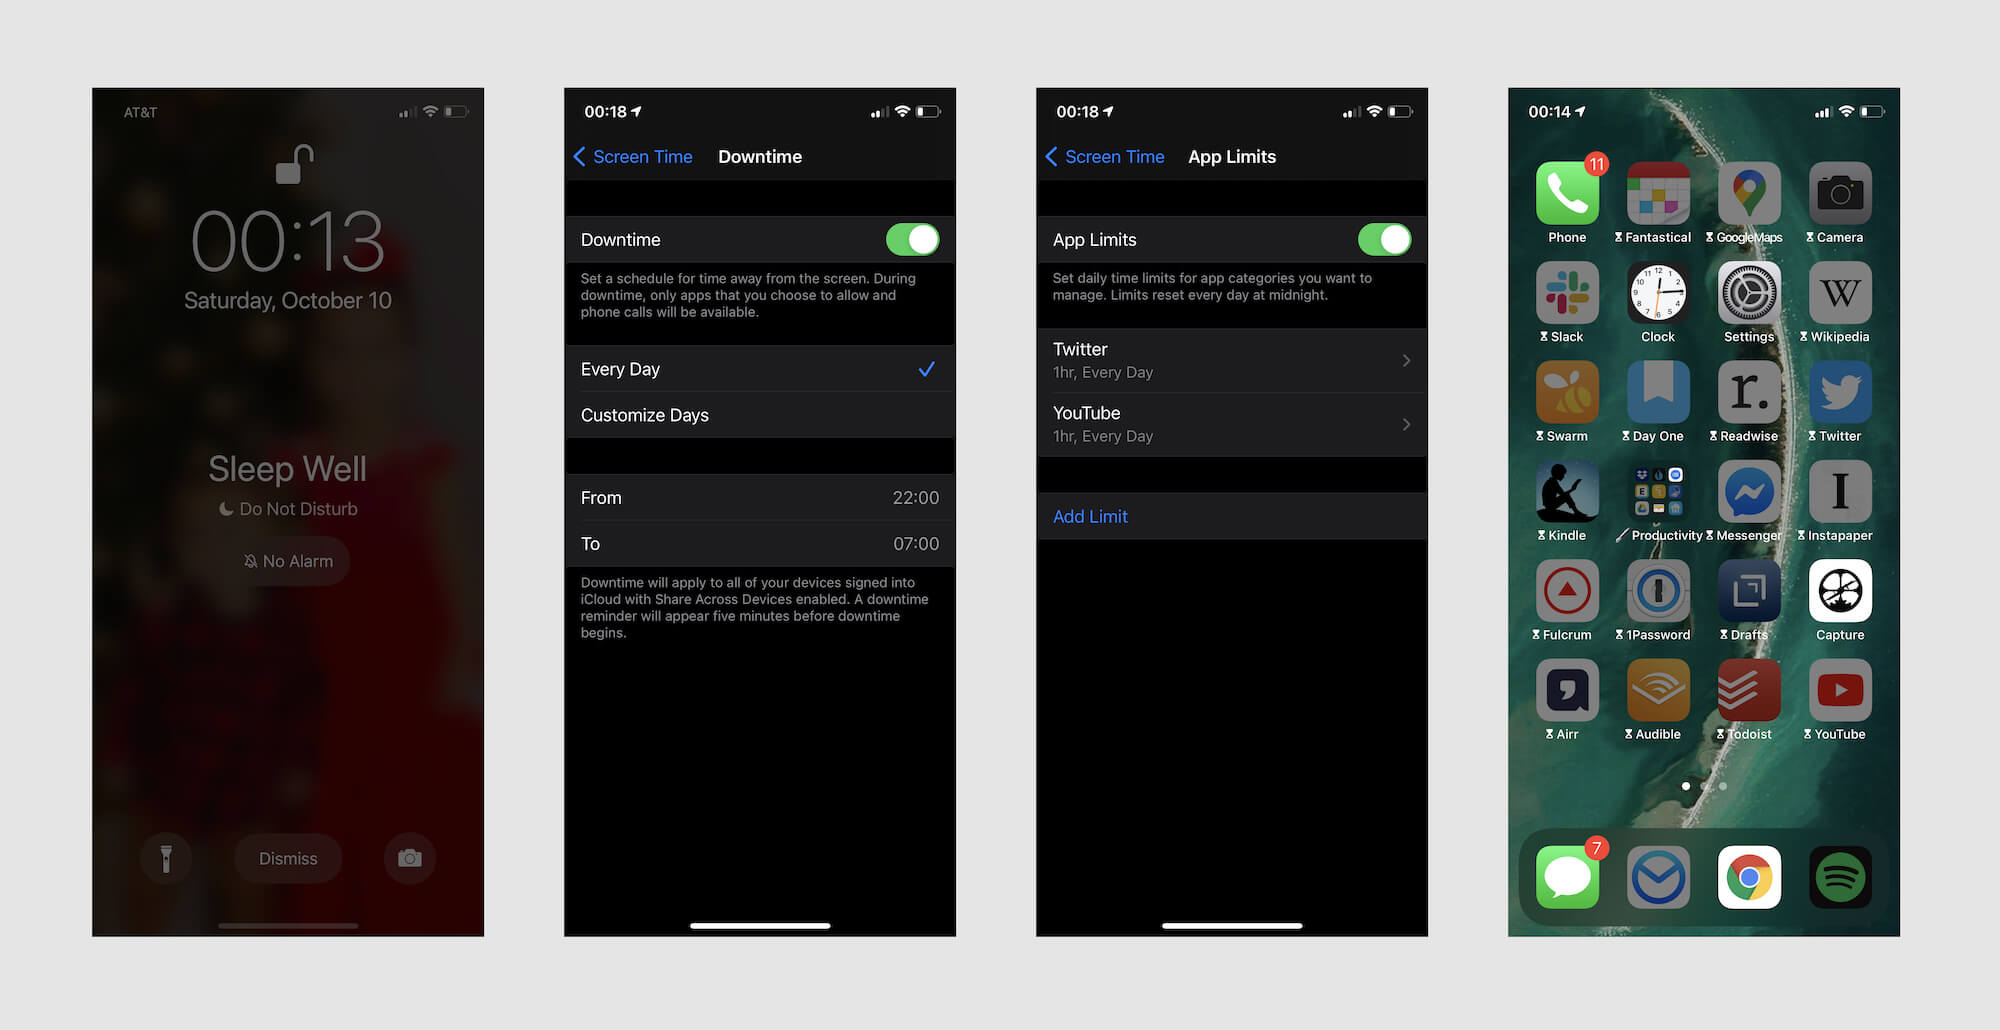 AT&T
00:13
Saturday, October 10
Sleep Well
Do Not Disturb
No Alarm
Dismiss
00:18
Screen Time
Downtime
Downtime
Set a schedule for time away from the screen. During
downtime, only apps that you choose to allow and
phone calls will be available.
Every Day
Customize Days
From
22:00
To
07:00
Downtime will apply to all of your devices signed into
iCloud with Share Across Devices enabled. A downtime
reminder will appear five minutes before downtime
begins.
00:18
Screen Time
App Limits
App Limits
Set daily time limits for app categories you want to
manage. Limits reset every day at midnight.
Twitter
1hr, Every Day
YouTube
1hr, Every Day
Add Limit
00:14
11
Phone
Fantastical
GoogleMaps
Camera
W
Slack
Clock
Settings
Wikipedia
r.
Swarm
Day One
Readwise
Twitter
I
Kindle
Productivity
Messenger
Instapaper
Fulcrum
1Password
Drafts
Capture
Airr
Audible
Todoist
YouTube
7